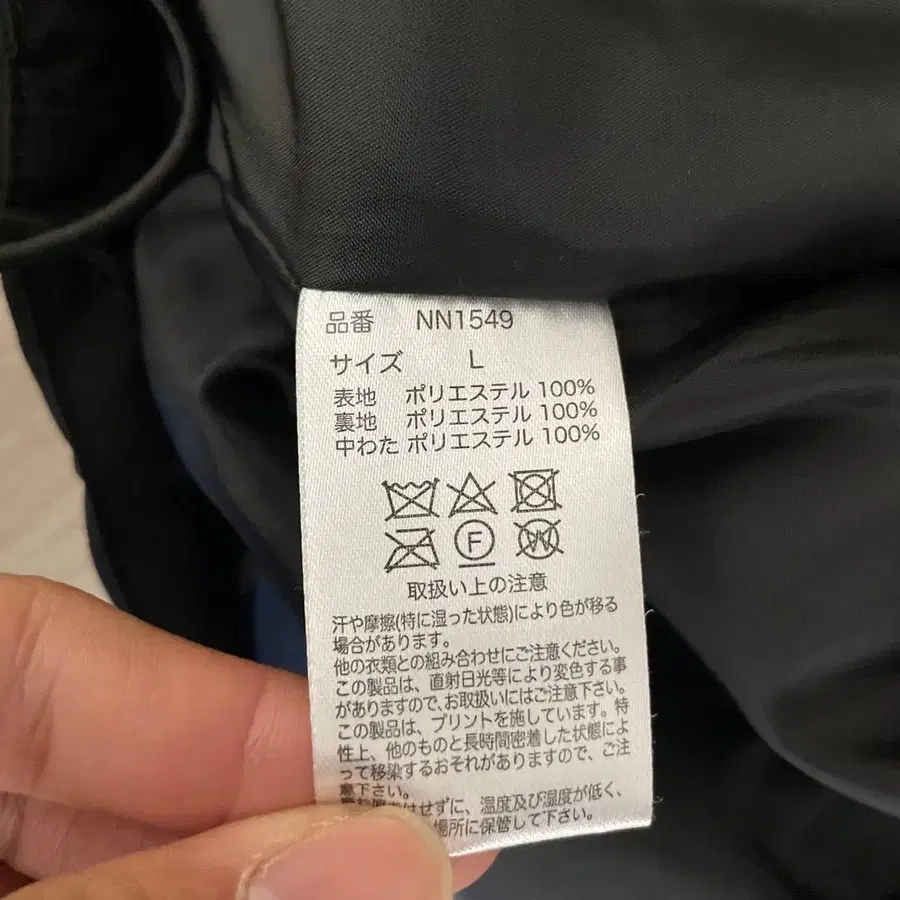 品番 NN1549
サイズ L
表地 ポリエステル 100%
裏地 ポリエステル 100%
中わた ポリエステル 100%
F
W
取扱い上の注意
汗や摩擦(特に湿った状態)により色が移る
場合があります。
他の衣類との組み合わせにご注意ください。
この製品は、直射日光等により変色する事
がありますので、お取扱いにはご注意下さい。
この製品は、プリントを施しています。特
性上、他のものと長時間密着した状態によ
って移染するおそれがありますので、ご注
意下さい。
せずに、温度及び湿度が低く、
場所に保管して下さい。